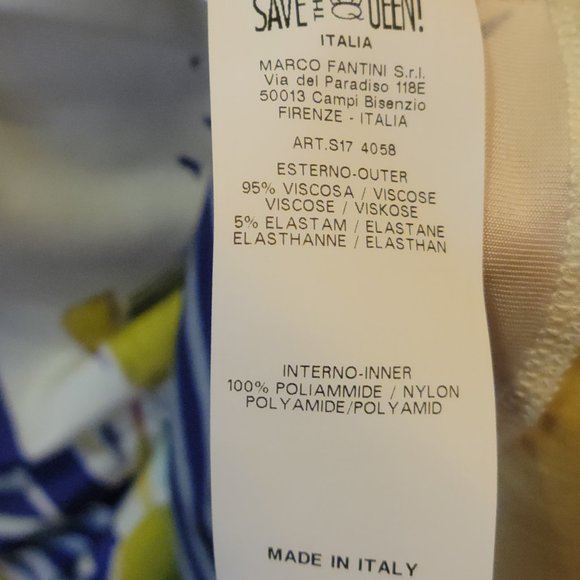 SAVE THE QUEEN!
ITALIA
MARCO FANTINI S.r.l.
Via del Paradiso 118E
50013 Campi Bisenzio
FIRENZE - ITALIA
ART.S17 4058
ESTERNO-OUTER
95% VISCOSA / VISCOSE
VISCOSE / VISKOSE
5% ELASTAM / ELASTANE
ELASTHANNE / ELASTHAN
INTERNO-INNER
100% POLIAMMIDE / NYLON
POLYAMIDE/POLYAMID
MADE IN ITALY